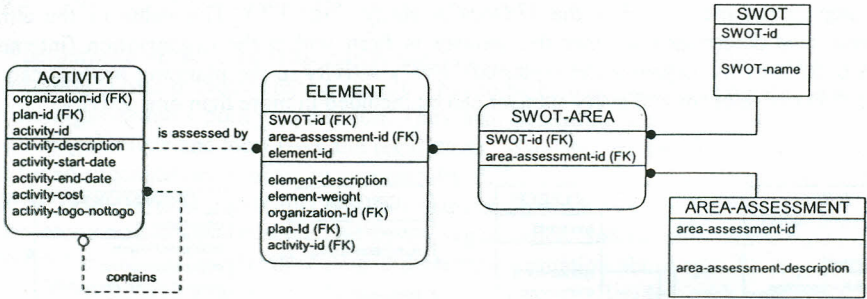 SWOT
SWOT-id
SWOT-name
ACTIVITY
organization-id (FK)
plan-id (FK)
activity-id
activity-description
activity-start-date
activity-end-date
activity-cost
activity-togo-nottogo
is assessed by
contains
ELEMENT
SWOT-id (FK)
area-assessment-id (FK)
element-id
element-description
element-weight
organization-Id (FK)
plan-Id (FK)
activity-id (FK)
SWOT-AREA
SWOT-id (FK)
area-assessment-id (FK)
AREA-ASSESSMENT
area-assessment-id
area-assessment-description